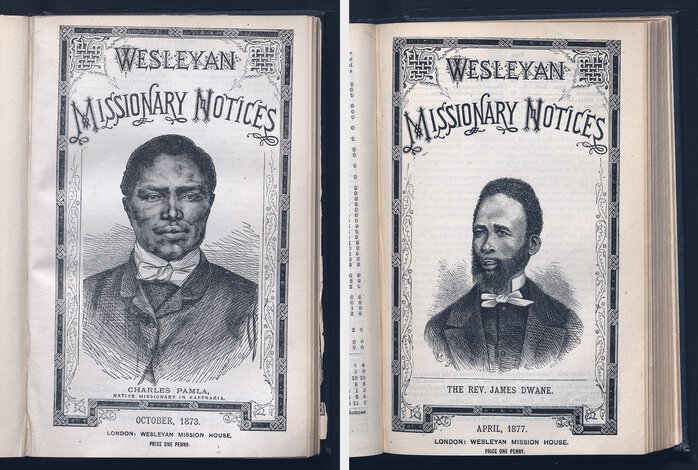 WESLEYAN
MISSIONARY NOTICES
CHARLES PAMLA,
NATIVE MISSIONARY IN KAFFRARIA.
OCTOBER, 1873.
LONDON: WESLEYAN MISSION HOUSE.
PRICE ONE PENNY.
WESLEYAN
MISSIONARY NOTICES
THE REV. JAMES DWANE.
APRIL, 1877.
LONDON: WESLEYAN MISSION HOUSE.
PRICE ONE PENNY.